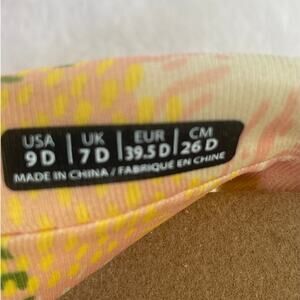 USA UK EUR CM
9 D 7 D 39.5 D 26 D
MADE IN CHINA / FABRIQUÉ EN CHINE